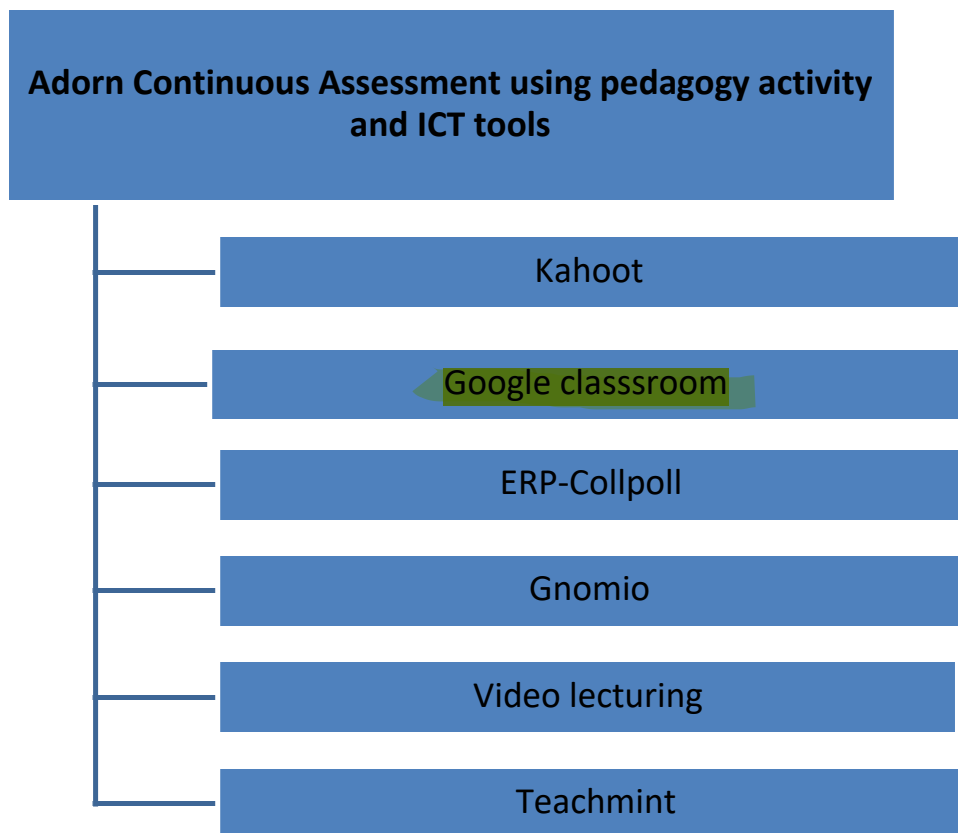 Adorn Continuous Assessment using pedagogy activity
and ICT tools
Kahoot
Google classsroom
ERP-Collpoll
Gnomio
Video lecturing
Teachmint